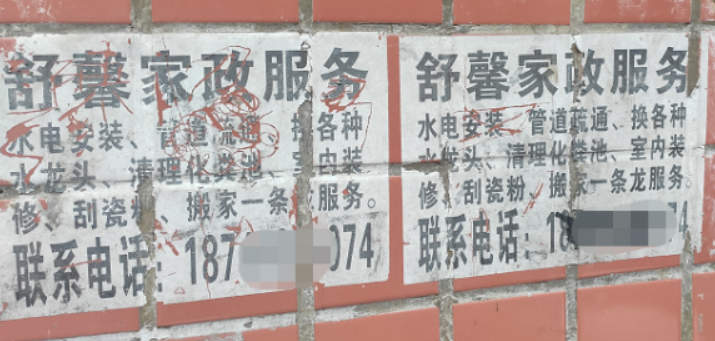 舒馨家政服务
水电安装、管道疏通、换各种
水龙头、清理化粪池、室内装
修、刮瓷粉、搬家一条龙服务。
联系电话：187 074
舒馨家政服务
水电安装、管道疏通、换各种
水龙头、清理化粪池、室内装
修、刮瓷粉、搬家一条龙服务。
联系电话：18 074